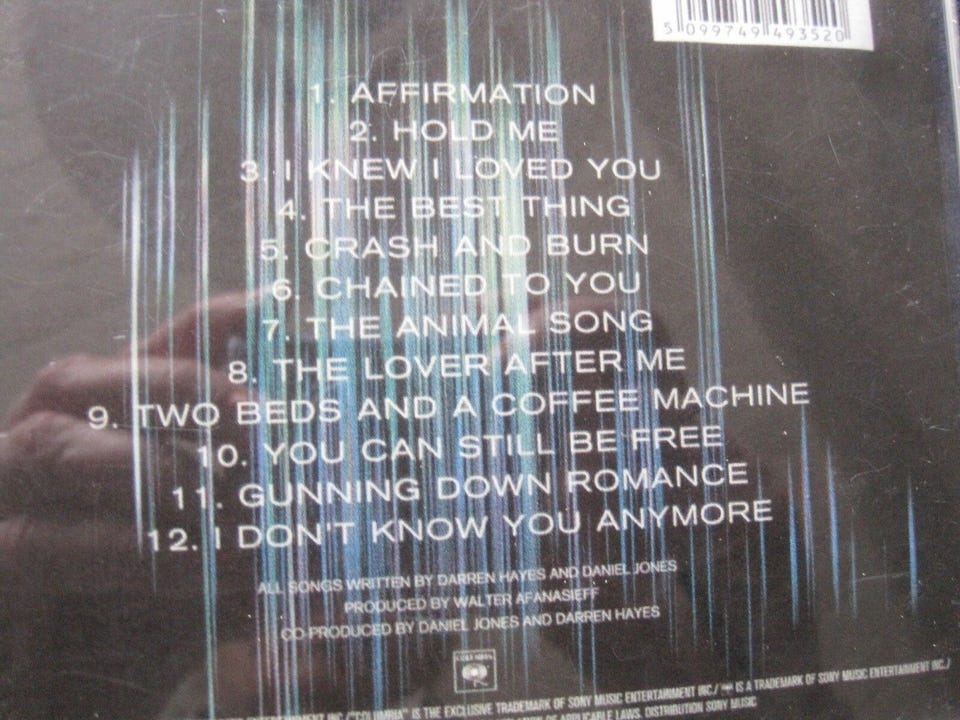 5 099749 493520
1. AFFIRMATION
2. HOLD ME
3. I KNEW I LOVED YOU
4. THE BEST THING
5. CRASH AND BURN
6. CHAINED TO YOU
7. THE ANIMAL SONG
8. THE LOVER AFTER ME
9. TWO BEDS AND A COFFEE MACHINE
10. YOU CAN STILL BE FREE
11. GUNNING DOWN ROMANCE
12. I DON'T KNOW YOU ANYMORE
ALL SONGS WRITTEN BY DARREN HAYES AND DANIEL JONES
PRODUCED BY WALTER AFANASIEFF
CO-PRODUCED BY DANIEL JONES AND DARREN HAYES
COLUMBIA
INC./"COLUMBIA" IS THE EXCLUSIVE TRADEMARK OF SONY MUSIC ENTERTAINMENT INC./ IS A TRADEMARK OF SONY MUSIC ENTERTAINMENT INC./
OF APPLICABLE LAWS. DISTRIBUTION SONY MUSIC